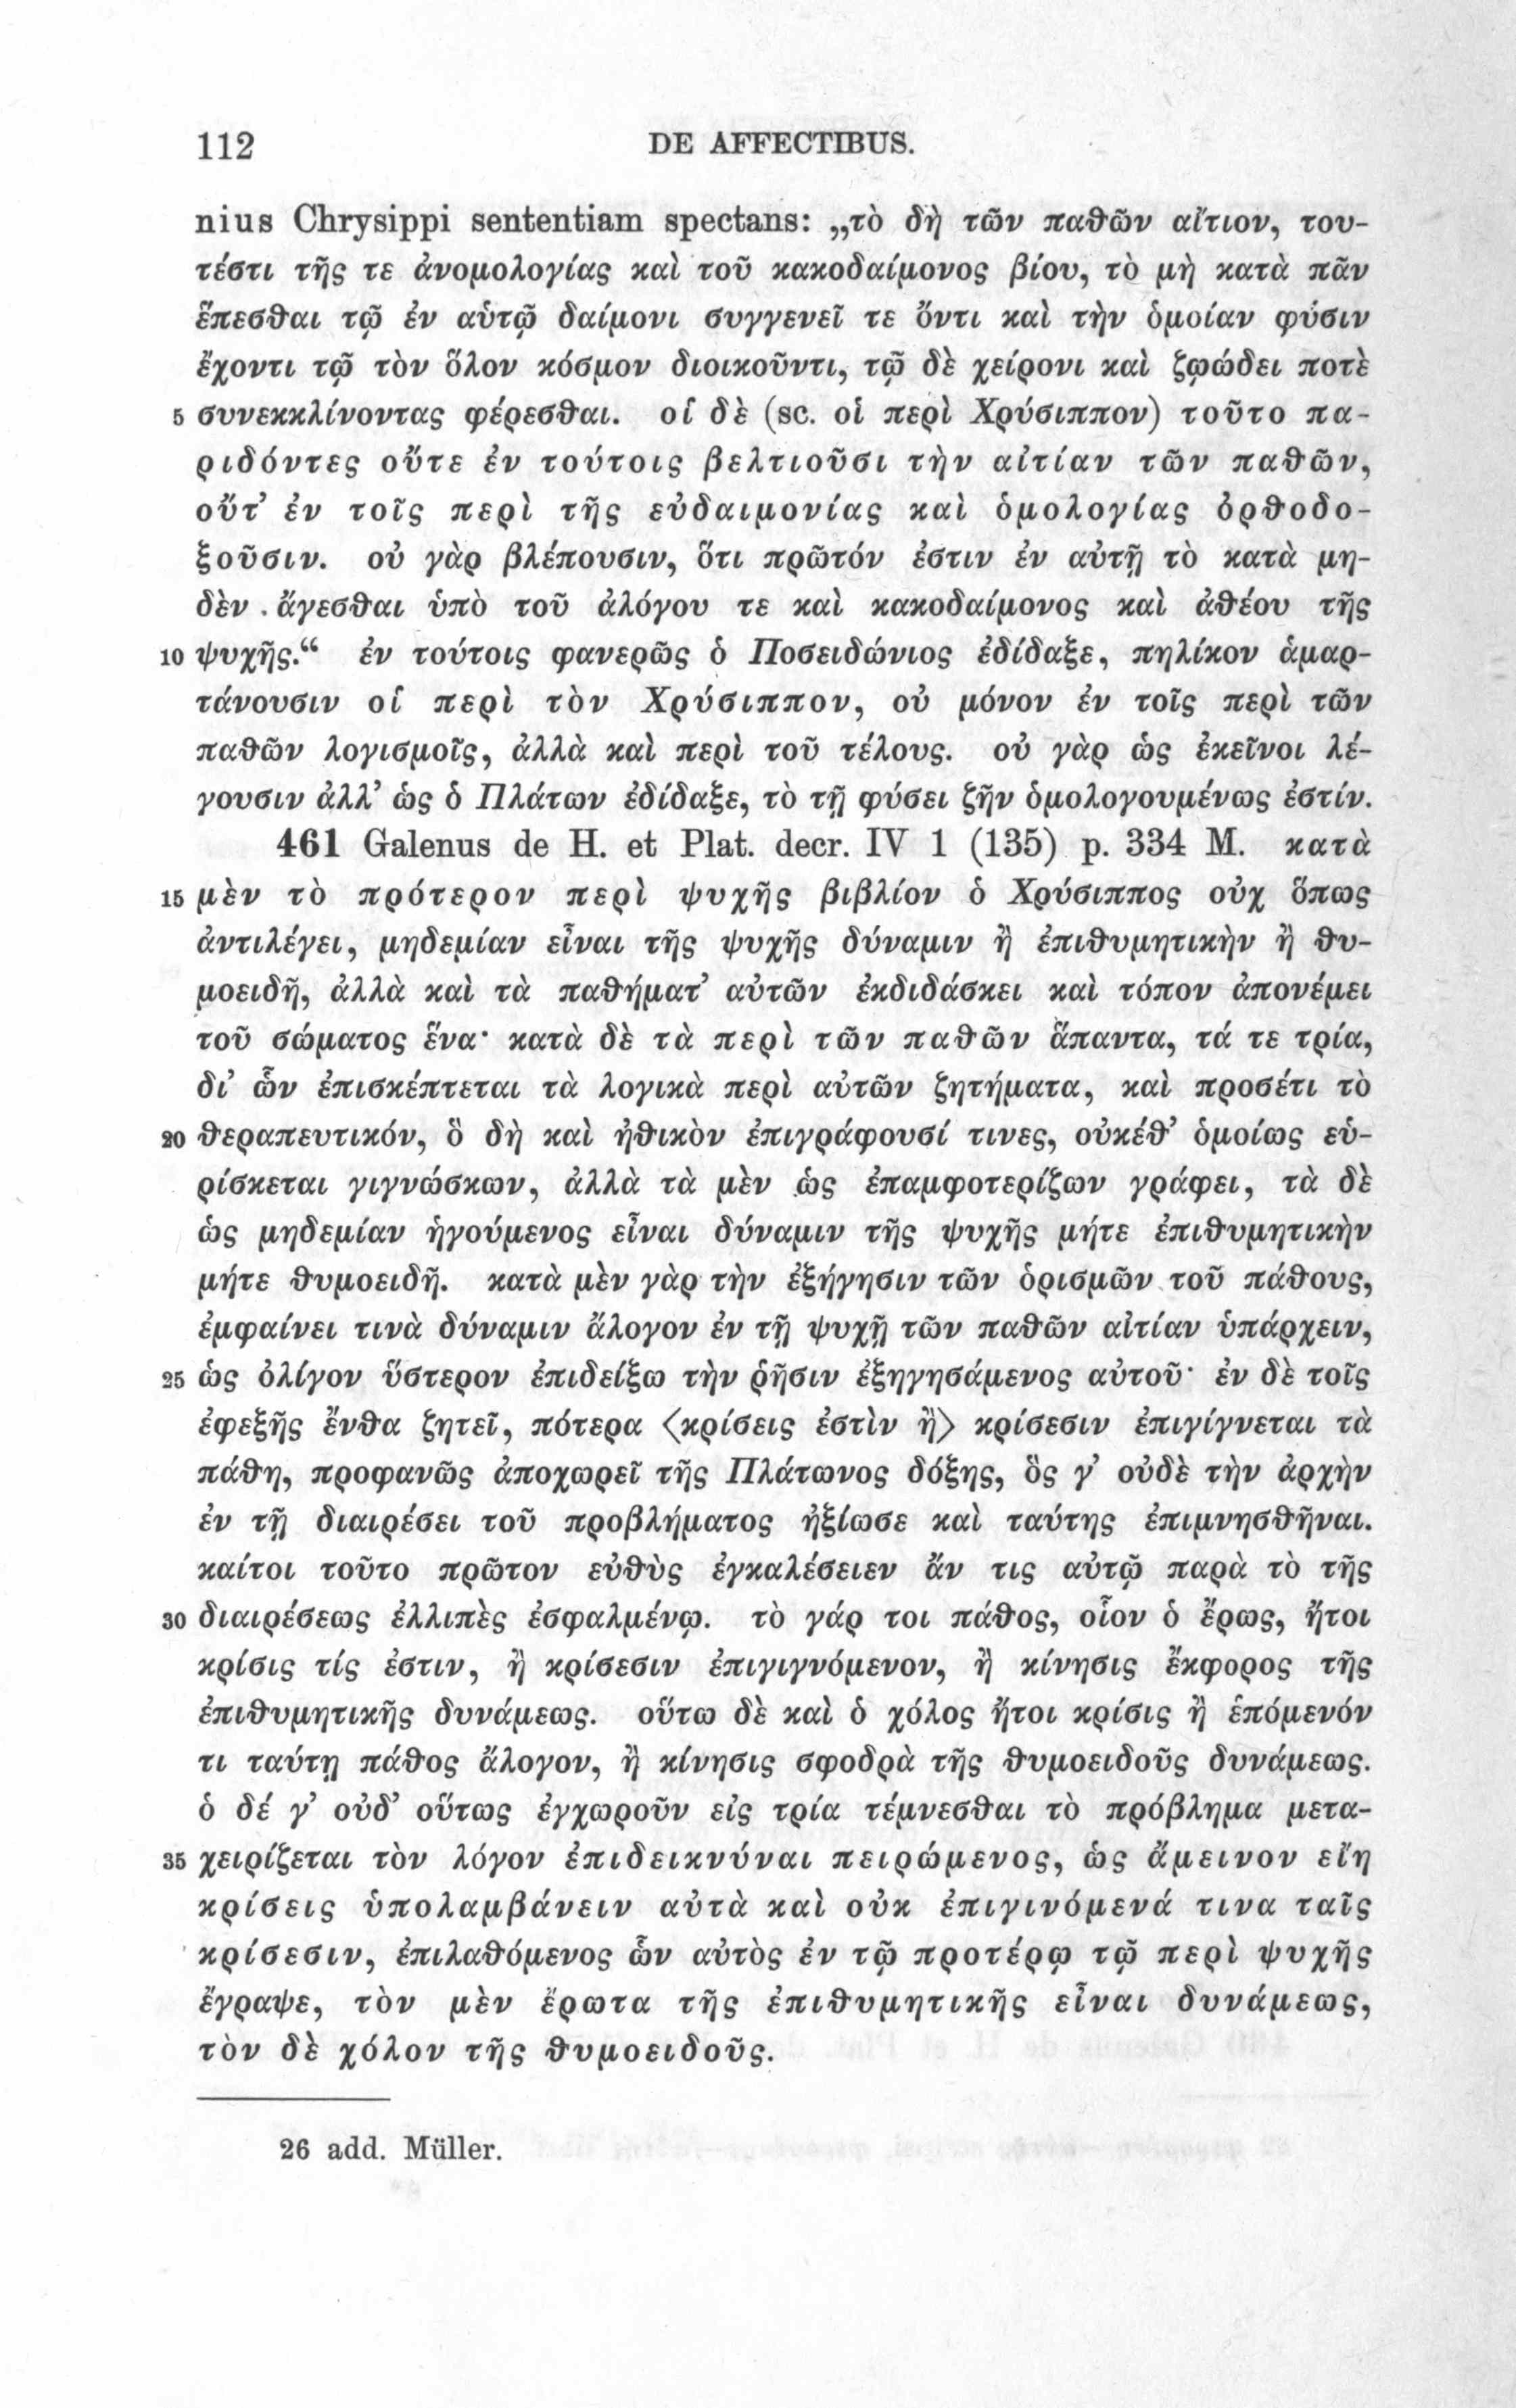 112 DE AFFECTIBUS.
nius Chrysippi sententiam spectans: „τὸ δὴ τῶν παθῶν αἴτιον, του-
τέστι τῆς τε ἀνομολογίας καὶ τοῦ κακοδαίμονος βίου, τὸ μὴ κατὰ πᾶν
ἕπεσθαι τῷ ἐν αὑτῷ δαίμονι συγγενεῖ τε ὄντι καὶ τὴν ὁμοίαν φύσιν
ἔχοντι τῷ τὸν ὅλον κόσμον διοικοῦντι, τῷ δὲ χείρονι καὶ ζῳώδει ποτὲ
5 συνεκκλίνοντας φέρεσθαι. οἱ δὲ (sc. οἱ περὶ Χρύσιππον) τοῦτο πα-
ριδόντες οὔτε ἐν τούτοις βελτιοῦσι τὴν αἰτίαν τῶν παθῶν,
οὔτ’ ἐν τοῖς περὶ τῆς εὐδαιμονίας καὶ ὁμολογίας ὀρθοδο-
ξοῦσιν. οὐ γὰρ βλέπουσιν, ὅτι πρῶτόν ἐστιν ἐν αὐτῇ τὸ κατὰ μη-
δὲν ἄγεσθαι ὑπὸ τοῦ ἀλόγου τε καὶ κακοδαίμονος καὶ ἀθέου τῆς
10 ψυχῆς.“ ἐν τούτοις φανερῶς ὁ Ποσειδώνιος ἐδίδαξε, πηλίκον ἁμαρ-
τάνουσιν οἱ περὶ τὸν Χρύσιππον, οὐ μόνον ἐν τοῖς περὶ τῶν
παθῶν λογισμοῖς, ἀλλὰ καὶ περὶ τοῦ τέλους. οὐ γὰρ ὡς ἐκεῖνοι λέ-
γουσιν ἀλλ’ ὡς ὁ Πλάτων ἐδίδαξε, τὸ τῇ φύσει ζῆν ὁμολογουμένως ἐστίν.
461 Galenus de H. et Plat. decr. IV 1 (135) p. 334 M. κατὰ
15 μὲν τὸ πρότερον περὶ ψυχῆς βιβλίον ὁ Χρύσιππος οὐχ ὅπως
ἀντιλέγει, μηδεμίαν εἶναι τῆς ψυχῆς δύναμιν ἢ ἐπιθυμητικὴν ἢ θυ-
μοειδῆ, ἀλλὰ καὶ τὰ παθήματ’ αὐτῶν ἐκδιδάσκει καὶ τόπον ἀπονέμει
τοῦ σώματος ἕνα· κατὰ δὲ τὰ περὶ τῶν παθῶν ἅπαντα, τά τε τρία,
δι’ ὧν ἐπισκέπτεται τὰ λογικὰ περὶ αὐτῶν ζητήματα, καὶ προσέτι τὸ
20 θεραπευτικόν, ὃ δὴ καὶ ἠθικὸν ἐπιγράφουσί τινες, οὐκέθ’ ὁμοίως εὑ-
ρίσκεται γιγνώσκων, ἀλλὰ τὰ μὲν ὡς ἐπαμφοτερίζων γράφει, τὰ δὲ
ὡς μηδεμίαν ἡγούμενος εἶναι δύναμιν τῆς ψυχῆς μήτε ἐπιθυμητικὴν
μήτε θυμοειδῆ. κατὰ μὲν γὰρ τὴν ἐξήγησιν τῶν ὁρισμῶν τοῦ πάθους,
ἐμφαίνει τινὰ δύναμιν ἄλογον ἐν τῇ ψυχῇ τῶν παθῶν αἰτίαν ὑπάρχειν,
25 ὡς ὀλίγον ὕστερον ἐπιδείξω τὴν ῥῆσιν ἐξηγησάμενος αὐτοῦ· ἐν δὲ τοῖς
ἐφεξῆς ἔνθα ζητεῖ, πότερα 〈κρίσεις ἐστὶν ἢ〉 κρίσεσιν ἐπιγίγνεται τὰ
πάθη, προφανῶς ἀποχωρεῖ τῆς Πλάτωνος δόξης, ὅς γ’ οὐδὲ τὴν ἀρχὴν
ἐν τῇ διαιρέσει τοῦ προβλήματος ἠξίωσε καὶ ταύτης ἐπιμνησθῆναι.
καίτοι τοῦτο πρῶτον εὐθὺς ἐγκαλέσειεν ἄν τις αὐτῷ παρὰ τὸ τῆς
30 διαιρέσεως ἐλλιπὲς ἐσφαλμένῳ. τὸ γάρ τοι πάθος, οἷον ὁ ἔρως, ἤτοι
κρίσις τίς ἐστιν, ἢ κρίσεσιν ἐπιγιγνόμενον, ἢ κίνησις ἔκφορος τῆς
ἐπιθυμητικῆς δυνάμεως. οὕτω δὲ καὶ ὁ χόλος ἤτοι κρίσις ἢ ἑπόμενόν
τι ταύτῃ πάθος ἄλογον, ἢ κίνησις σφοδρὰ τῆς θυμοειδοῦς δυνάμεως.
ὁ δέ γ’ οὐδ’ οὕτως ἐγχωροῦν εἰς τρία τέμνεσθαι τὸ πρόβλημα μετα-
35 χειρίζεται τὸν λόγον ἐπιδεικνύναι πειρώμενος, ὡς ἄμεινον εἴη
κρίσεις ὑπολαμβάνειν αὐτὰ καὶ οὐκ ἐπιγινόμενά τινα ταῖς
κρίσεσιν, ἐπιλαθόμενος ὧν αὐτὸς ἐν τῷ προτέρῳ τῷ περὶ ψυχῆς
ἔγραψε, τὸν μὲν ἔρωτα τῆς ἐπιθυμητικῆς εἶναι δυνάμεως,
τὸν δὲ χόλον τῆς θυμοειδοῦς.
26 add. Müller.